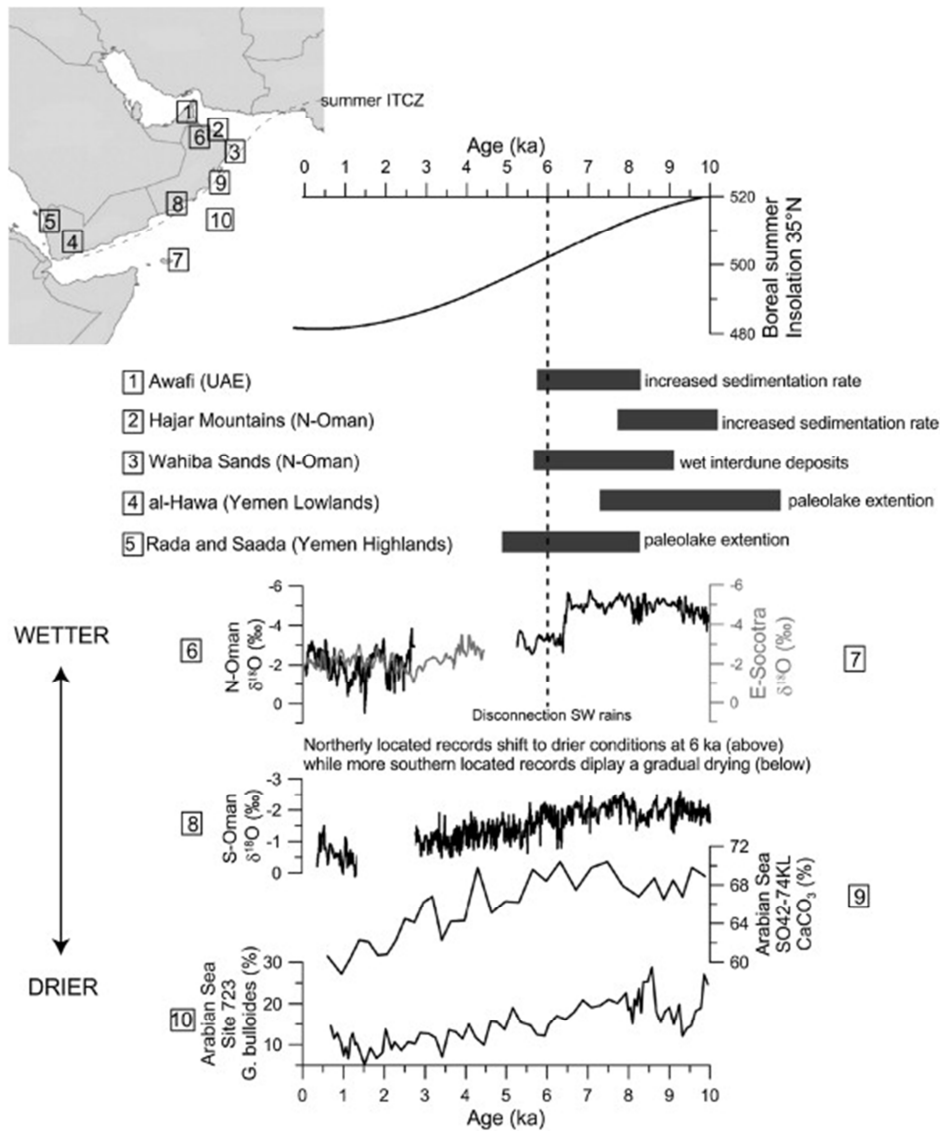 summer ITCZ
1
2
6
3
9
8
10
5
4
7
Age (ka)
0 1 2 3 4 5 6 7 8 9 10
520
500
480
Boreal summer
Insolation 35°N
1 Awafi (UAE)
increased sedimentation rate
2 Hajar Mountains (N-Oman)
increased sedimentation rate
3 Wahiba Sands (N-Oman)
wet interdune deposits
4 al-Hawa (Yemen Lowlands)
paleolake extention
5 Rada and Saada (Yemen Highlands)
paleolake extention
WETTER
DRIER
6
N-Oman
δ18O (‰)
-6
-4
-2
0
-6
-4
-2
0
E-Socotra
δ18O (‰)
7
Disconnection SW rains
Northerly located records shift to drier conditions at 6 ka (above)
while more southern located records diplay a gradual drying (below)
8
S-Oman
δ18O (‰)
-3
-2
-1
0
72
68
64
60
Arabian Sea
SO42-74KL
CaCO3 (%)
9
10
Arabian Sea
Site 723
G. bulloides (%)
30
20
10
0 1 2 3 4 5 6 7 8 9 10
Age (ka)